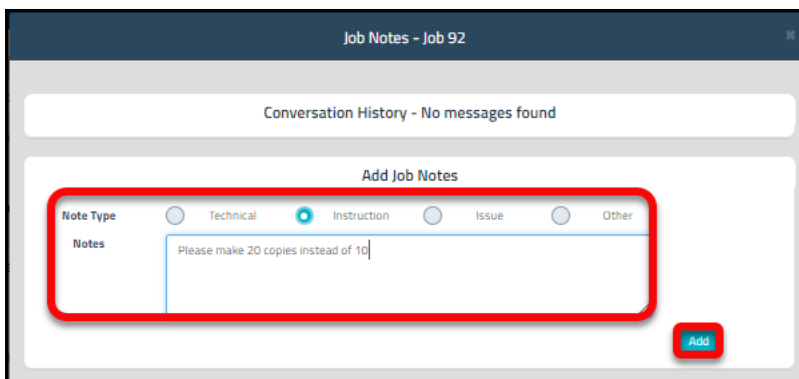 Job Notes - Job 92
Conversation History - No messages found
Add Job Notes
Note Type Technical Instruction Issue Other
Notes
Please make 20 copies instead of 10
Add